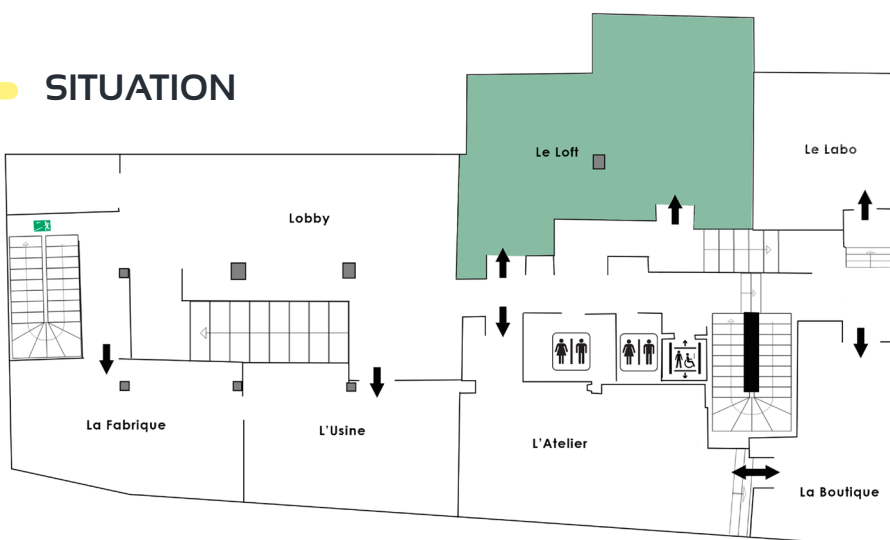 SITUATION
Le Loft
Le Labo
Lobby
La Fabrique
L'Usine
L'Atelier
La Boutique